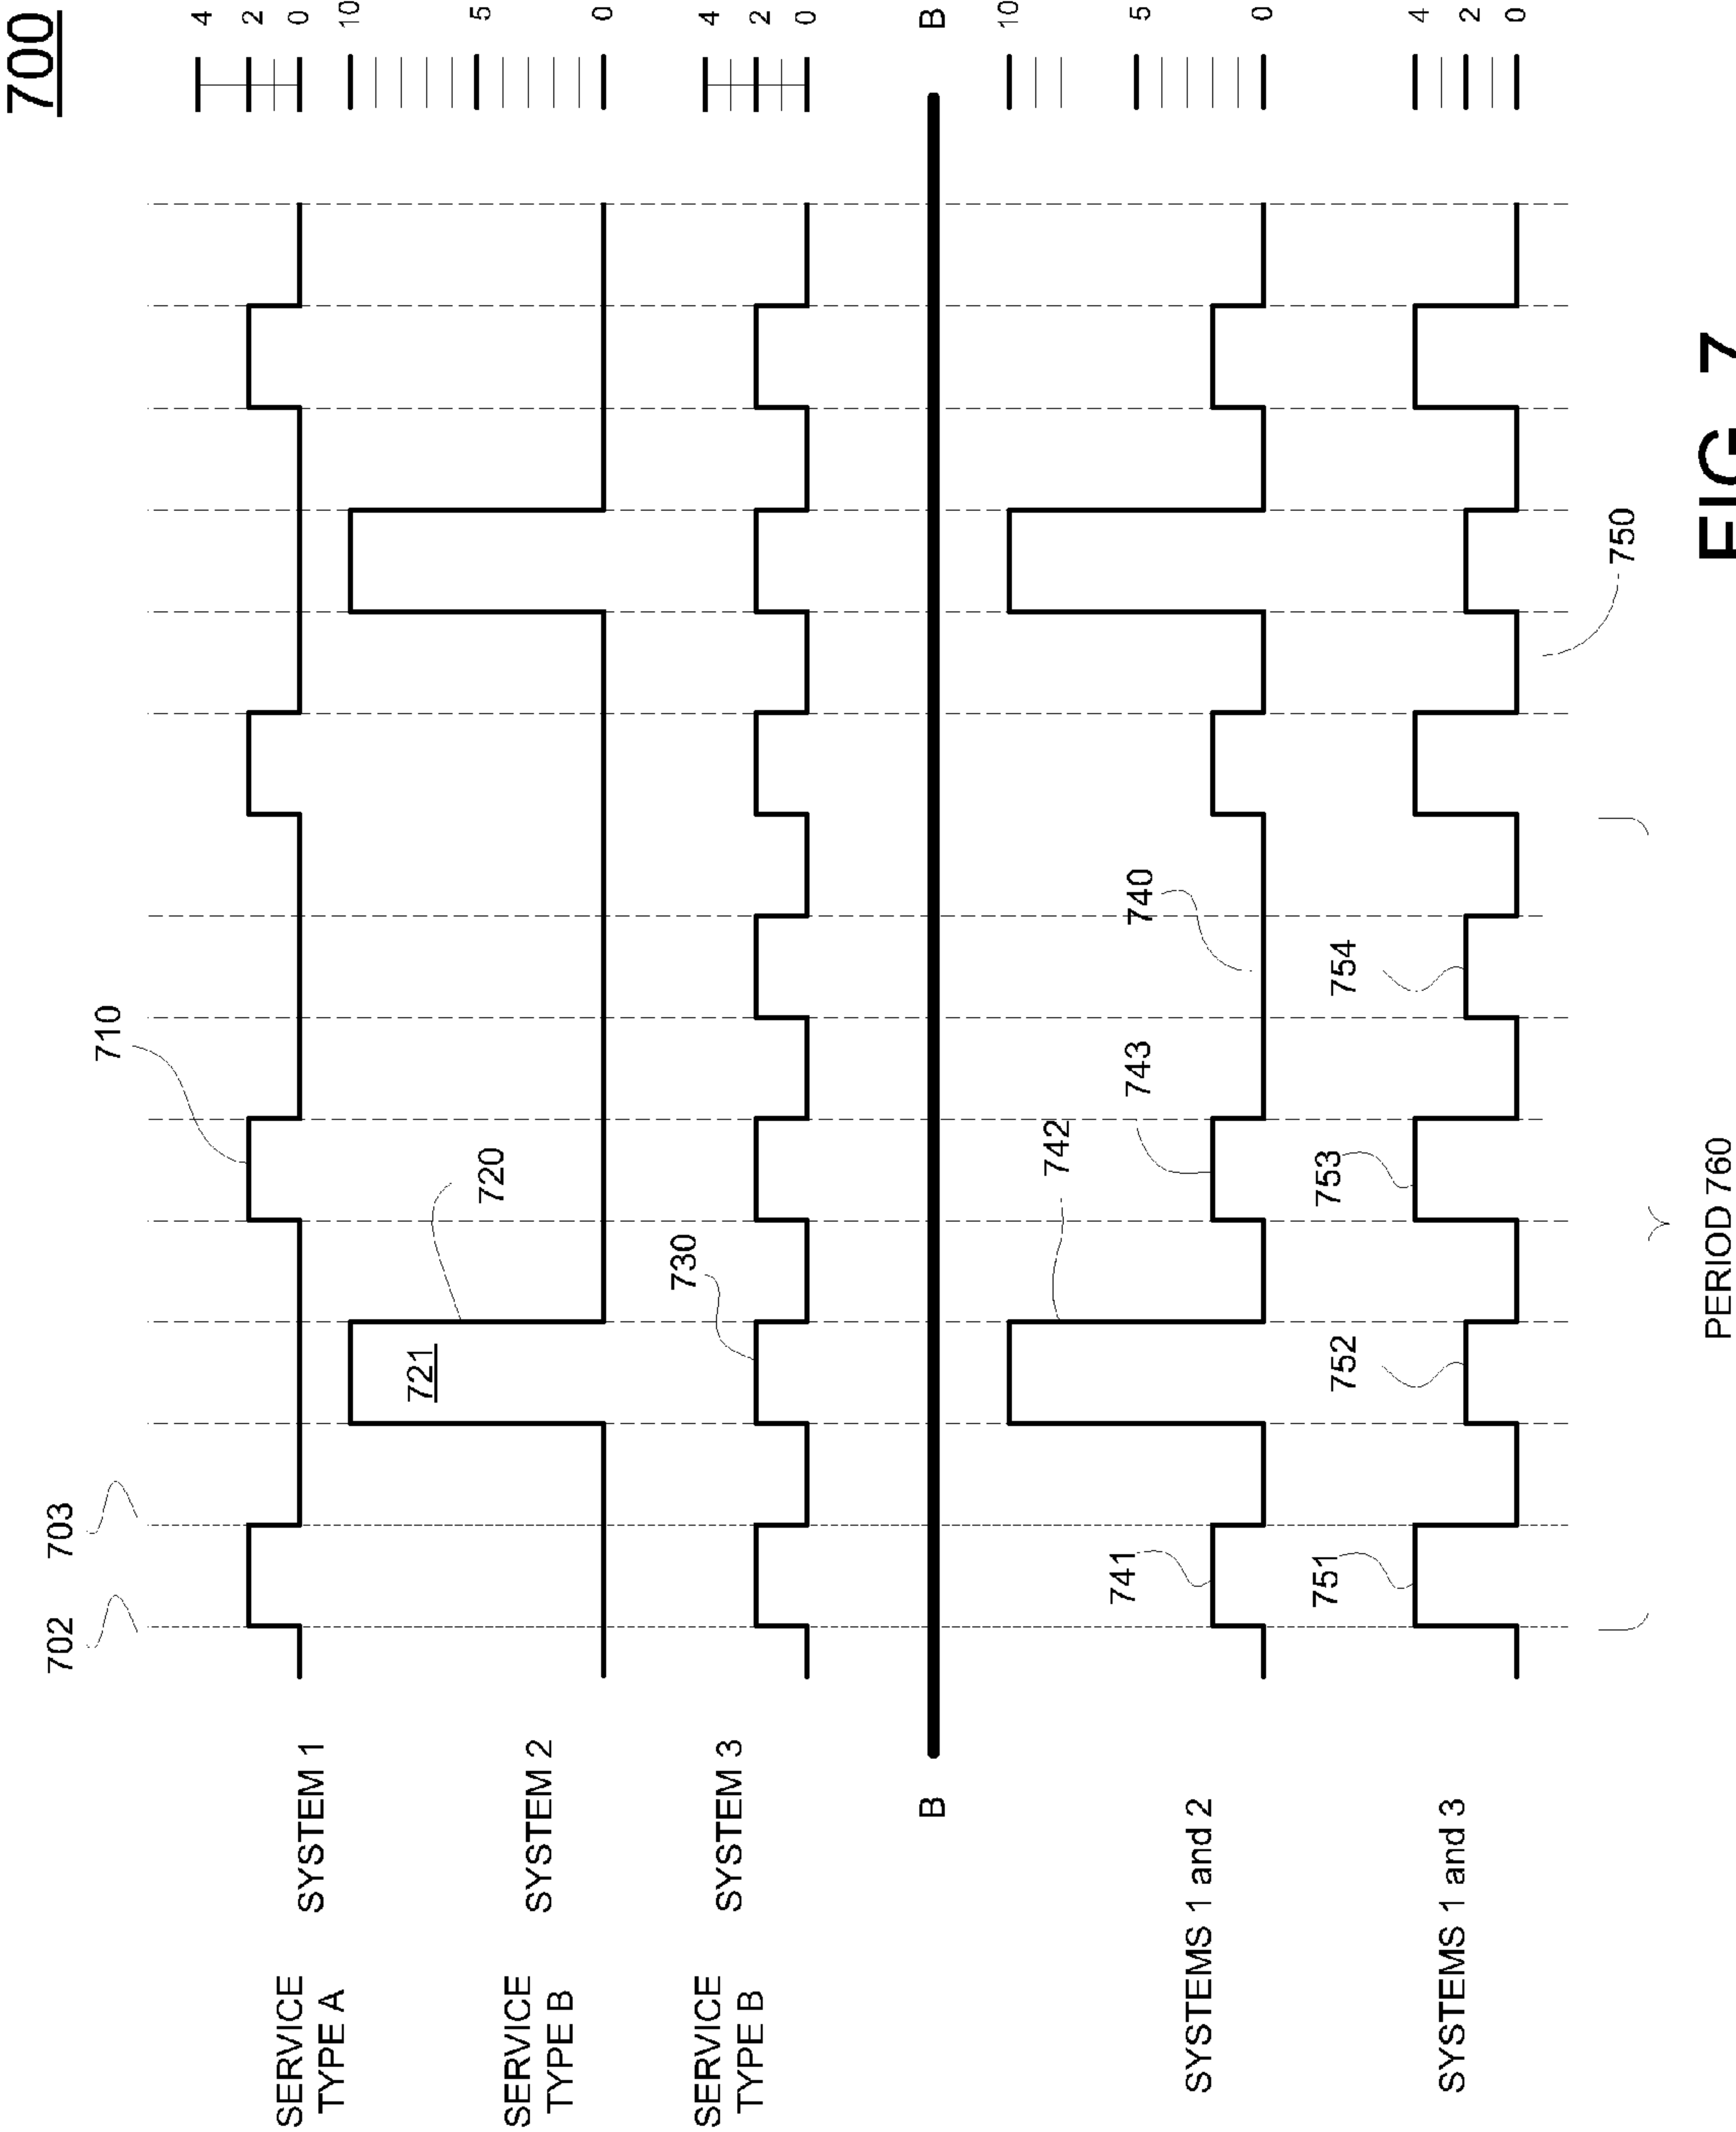 700
702
703
710
4
2
0
SERVICE
TYPE A
SYSTEM 1
10
5
0
721
720
SERVICE
TYPE B
SYSTEM 2
4
2
0
730
SERVICE
TYPE B
SYSTEM 3
B
B
10
5
0
742
741
743
740
SYSTEMS 1 and 2
4
2
0
751
752
753
754
SYSTEMS 1 and 3
750
PERIOD 760
FIG. 7